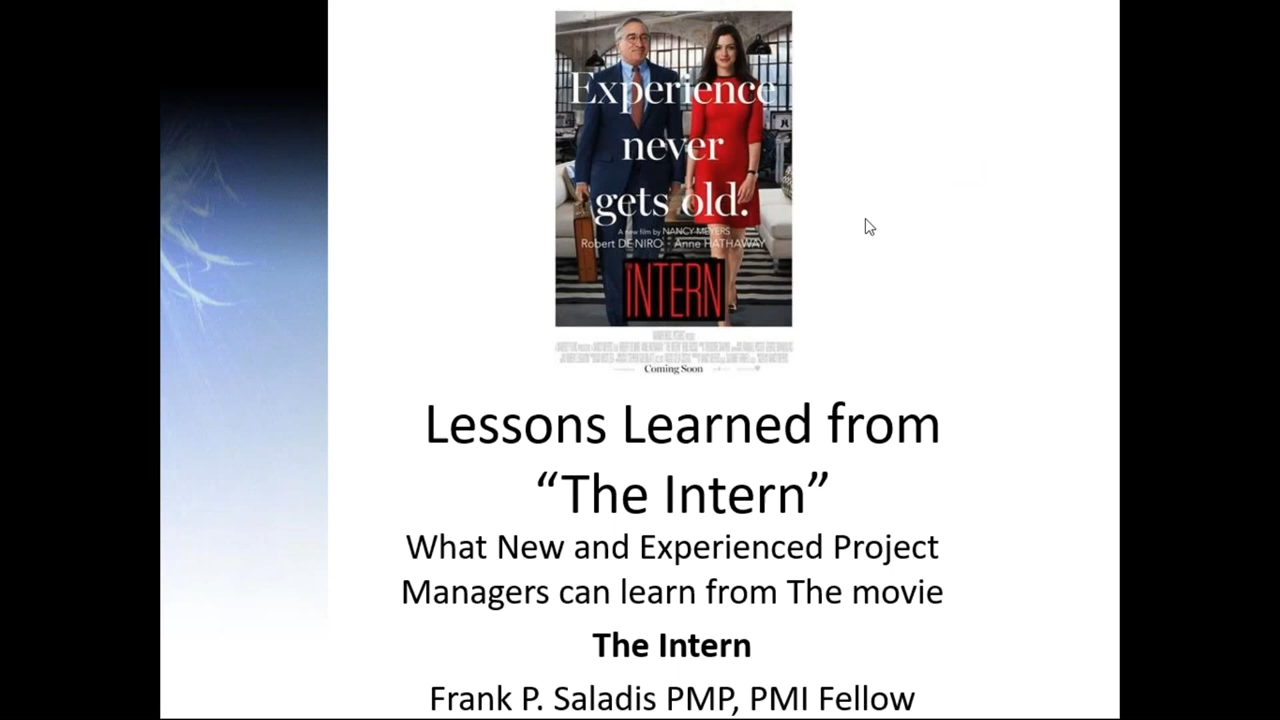 Experience
never
gets old.
A new film by NANCY MEYERS
Robert DE NIRO Anne HATHAWAY
THE INTERN
Coming Soon
Lessons Learned from
“The Intern”
What New and Experienced Project
Managers can learn from The movie
The Intern
Frank P. Saladis PMP, PMI Fellow